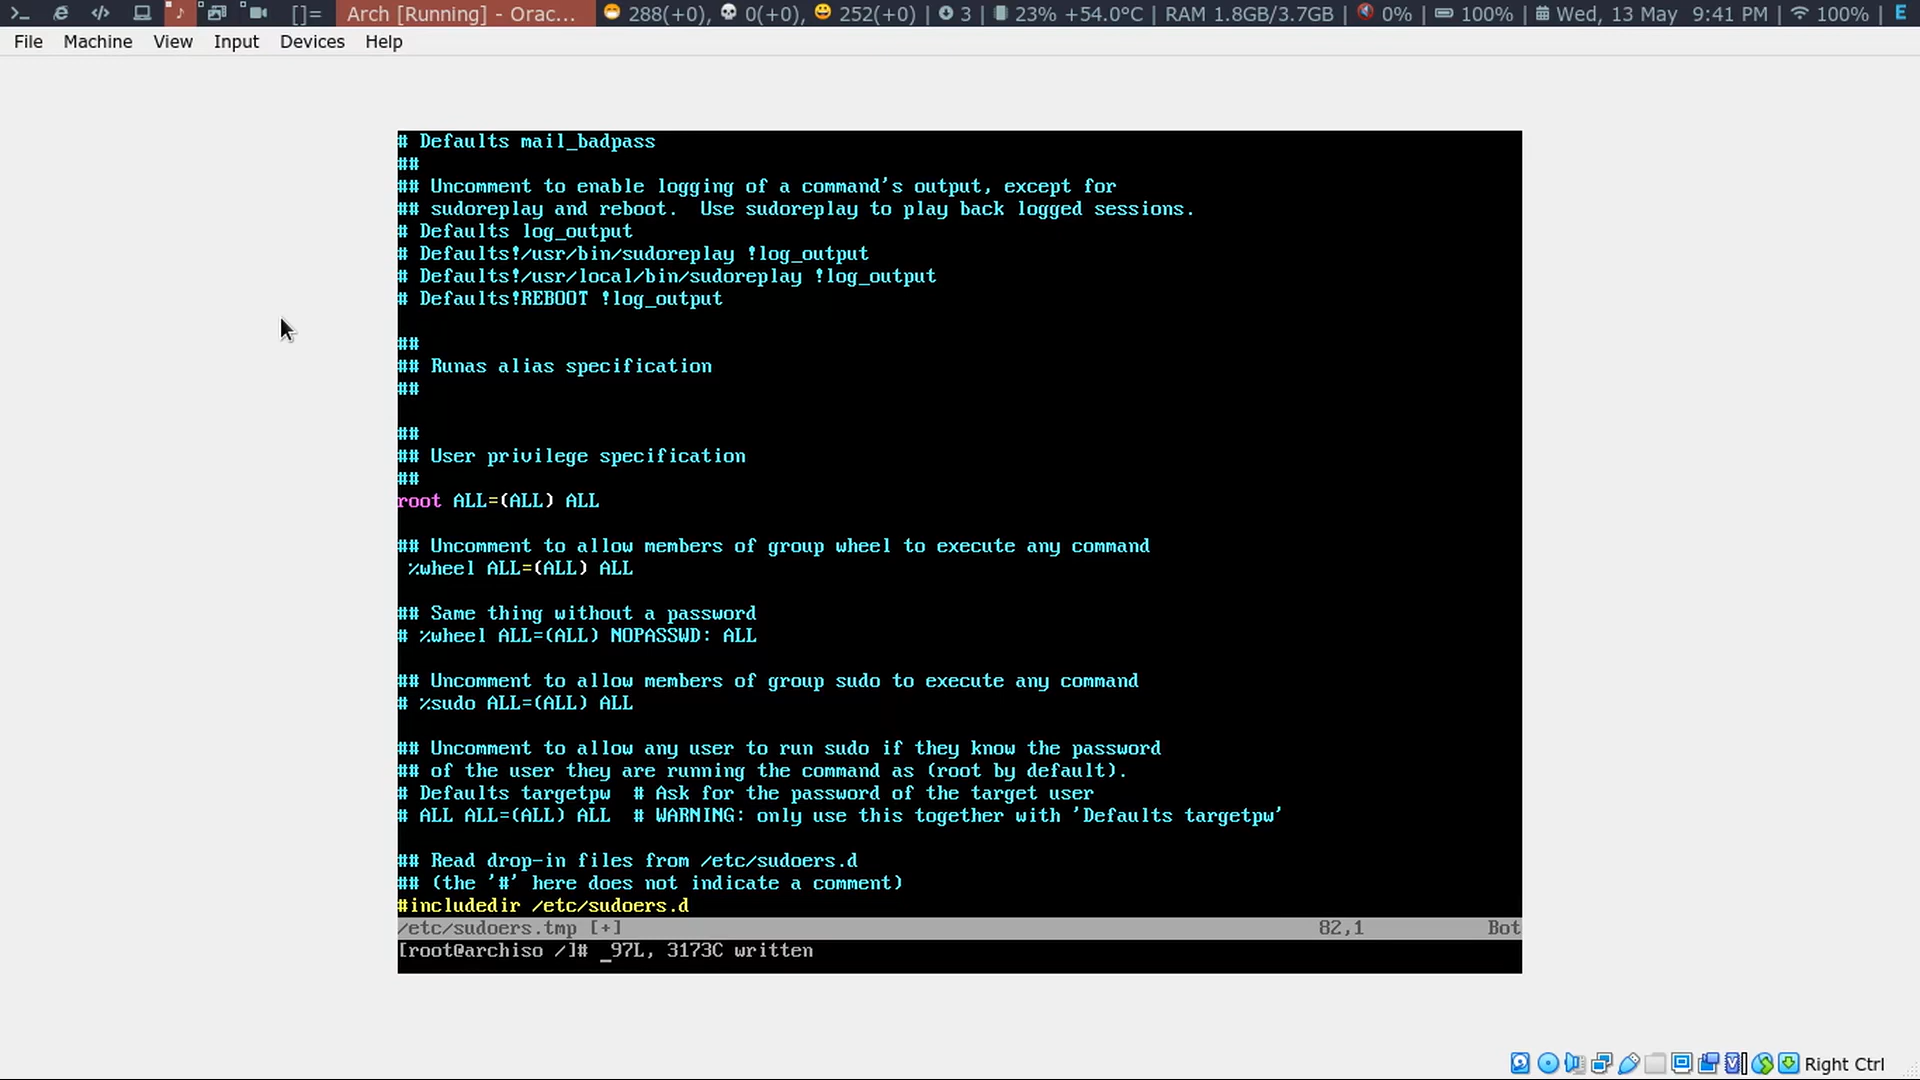 []= Arch [Running] - Orac... 288(+0), 0(+0), 252(+0) | 3 | 23% +54.0°C | RAM 1.8GB/3.7GB | 0% | 100% | Wed, 13 May 9:41 PM | 100% | E
File Machine View Input Devices Help
# Defaults mail_badpass
##
## Uncomment to enable logging of a command's output, except for
## sudoreplay and reboot.  Use sudoreplay to play back logged sessions.
# Defaults log_output
# Defaults!/usr/bin/sudoreplay !log_output
# Defaults!/usr/local/bin/sudoreplay !log_output
# Defaults!REBOOT !log_output
##
## Runas alias specification
##
##
## User privilege specification
##
root ALL=(ALL) ALL
## Uncomment to allow members of group wheel to execute any command
%wheel ALL=(ALL) ALL
## Same thing without a password
# %wheel ALL=(ALL) NOPASSWD: ALL
## Uncomment to allow members of group sudo to execute any command
# %sudo ALL=(ALL) ALL
## Uncomment to allow any user to run sudo if they know the password
## of the user they are running the command as (root by default).
# Defaults targetpw  # Ask for the password of the target user
# ALL ALL=(ALL) ALL  # WARNING: only use this together with 'Defaults targetpw'
## Read drop-in files from /etc/sudoers.d
## (the '#' here does not indicate a comment)
#includedir /etc/sudoers.d
/etc/sudoers.tmp [+] 82,1 Bot
[root@archiso /]# _97L, 3173C written
Right Ctrl